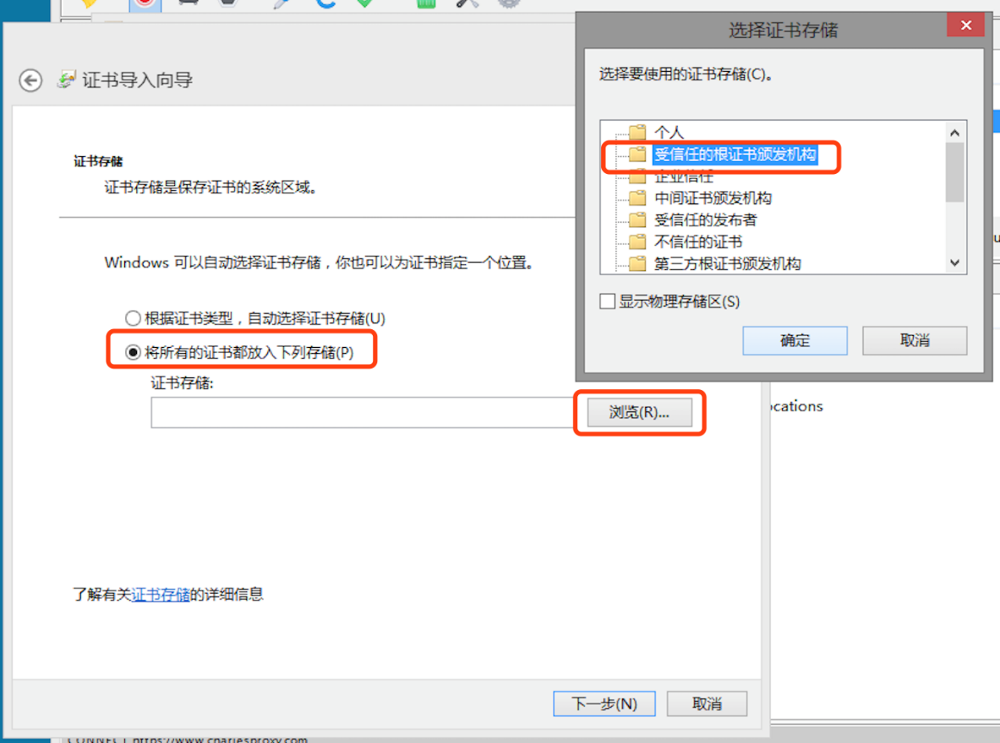 选择证书存储
选择要使用的证书存储(C)。
个人
受信任的根证书颁发机构
企业信任
中间证书颁发机构
受信任的发布者
不信任的证书
第三方根证书颁发机构
显示物理存储区(S)
确定
取消
证书导入向导
证书存储
证书存储是保存证书的系统区域。
Windows 可以自动选择证书存储，你也可以为证书指定一个位置。
根据证书类型，自动选择证书存储(U)
将所有的证书都放入下列存储(P)
证书存储:
浏览(R)...
了解有关证书存储的详细信息
下一步(N)
取消
ocations
CONNECT https://www.charlesproxy.com